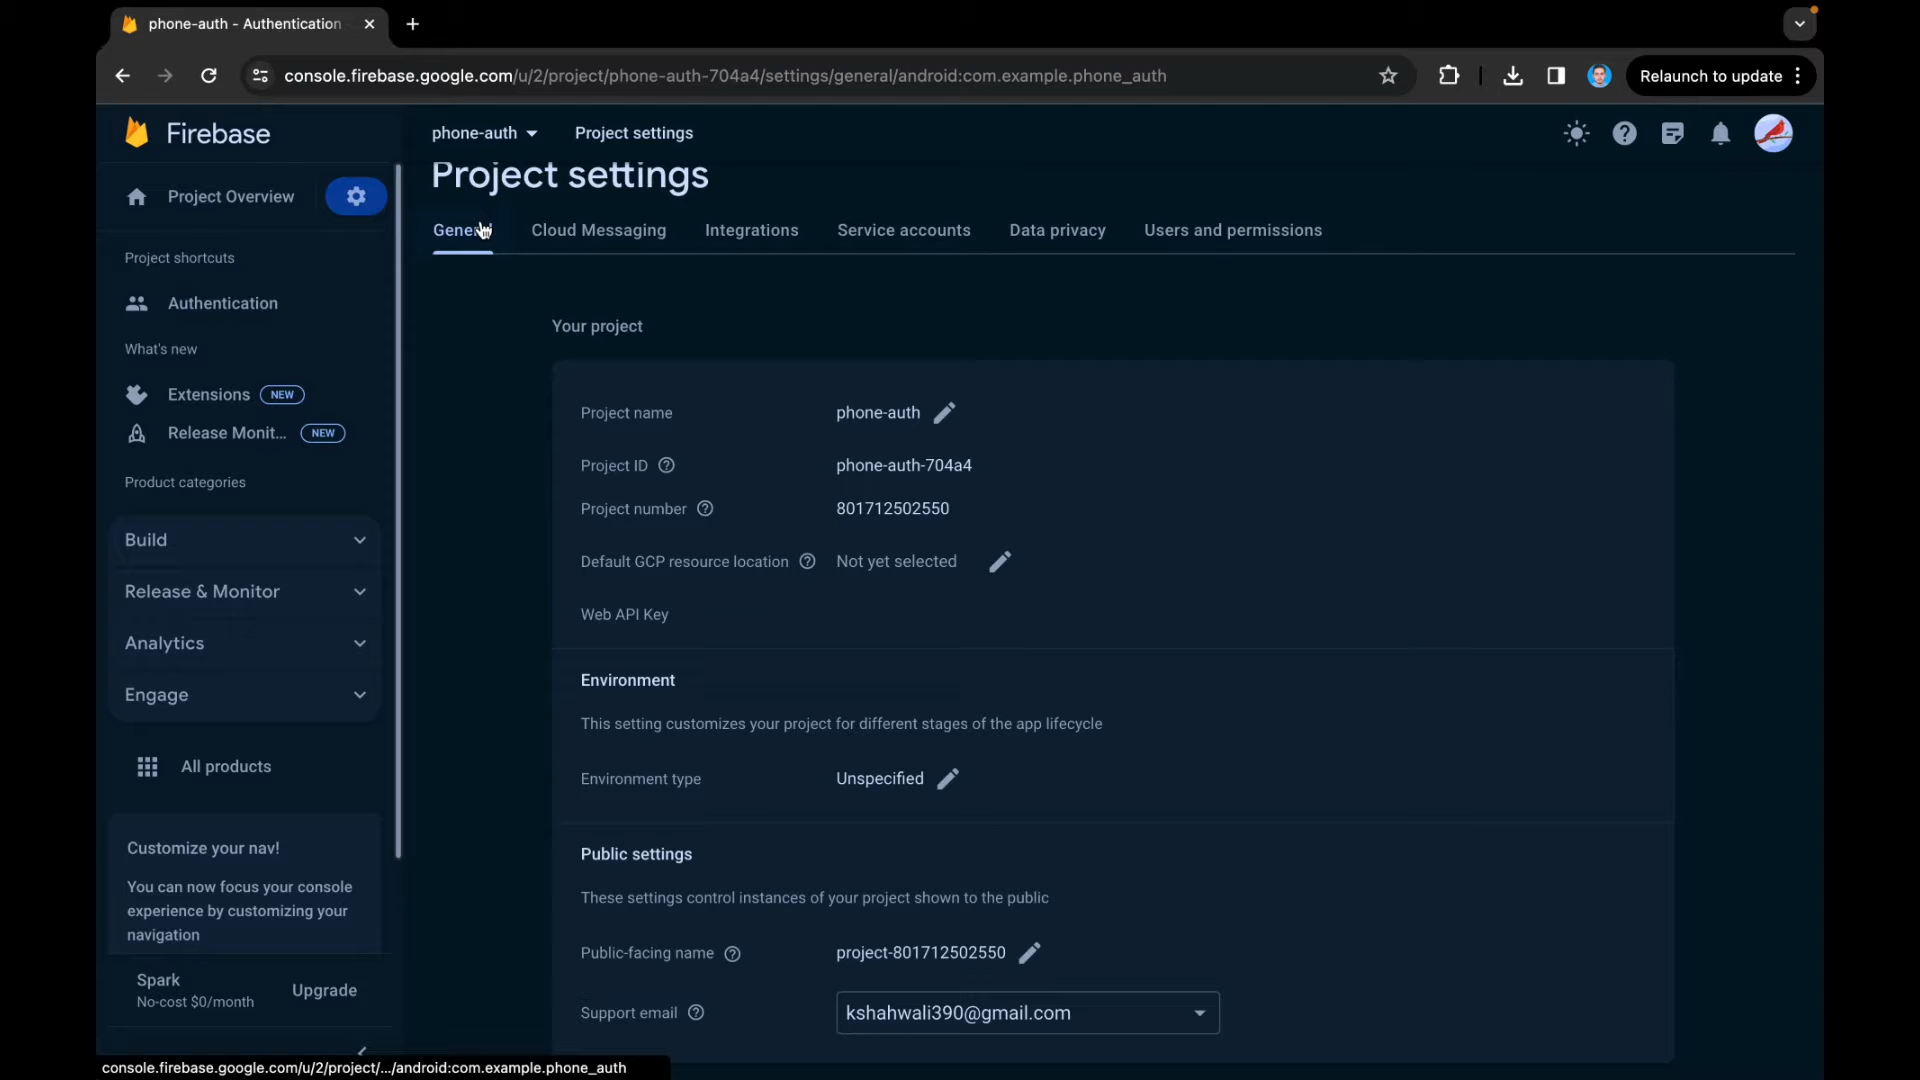 phone-auth - Authentication
console.firebase.google.com/u/2/project/phone-auth-704a4/settings/general/android:com.example.phone_auth
Relaunch to update
Firebase
phone-auth
Project settings
Project Overview
Project settings
General
Cloud Messaging
Integrations
Service accounts
Data privacy
Users and permissions
Project shortcuts
Authentication
What's new
Extensions
NEW
Release Monit...
NEW
Product categories
Build
Release & Monitor
Analytics
Engage
All products
Customize your nav!
You can now focus your console
experience by customizing your
navigation
Spark
No-cost $0/month
Upgrade
Your project
Project name
phone-auth
Project ID
phone-auth-704a4
Project number
801712502550
Default GCP resource location
Not yet selected
Web API Key
Environment
This setting customizes your project for different stages of the app lifecycle
Environment type
Unspecified
Public settings
These settings control instances of your project shown to the public
Public-facing name
project-801712502550
Support email
kshahwali390@gmail.com
console.firebase.google.com/u/2/project/.../android:com.example.phone_auth